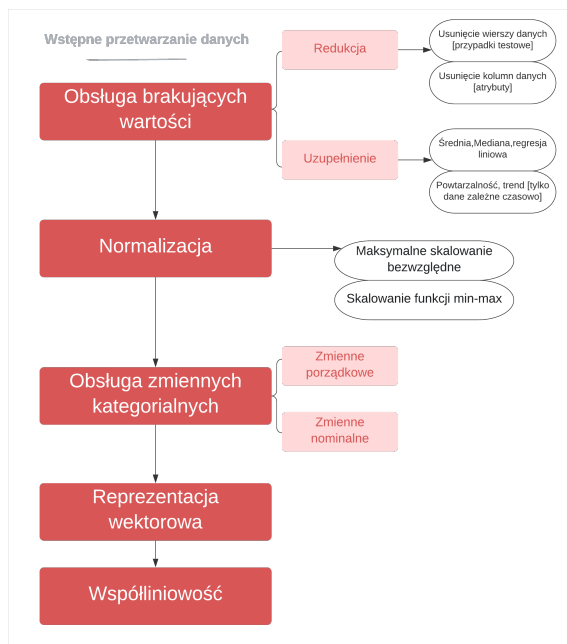 Wstępne przetwarzanie danych
Obsługa brakujących
wartości
Redukcja
Usunięcie wierszy danych
[przypadki testowe]
Usunięcie kolumn danych
[atrybuty]
Uzupełnienie
Średnia,Mediana,regresja
liniowa
Powtarzalność, trend [tylko
dane zależne czasowo]
Normalizacja
Maksymalne skalowanie
bezwzględne
Skalowanie funkcji min-max
Obsługa zmiennych
kategorialnych
Zmienne
porządkowe
Zmienne
nominalne
Reprezentacja
wektorowa
Współliniowość